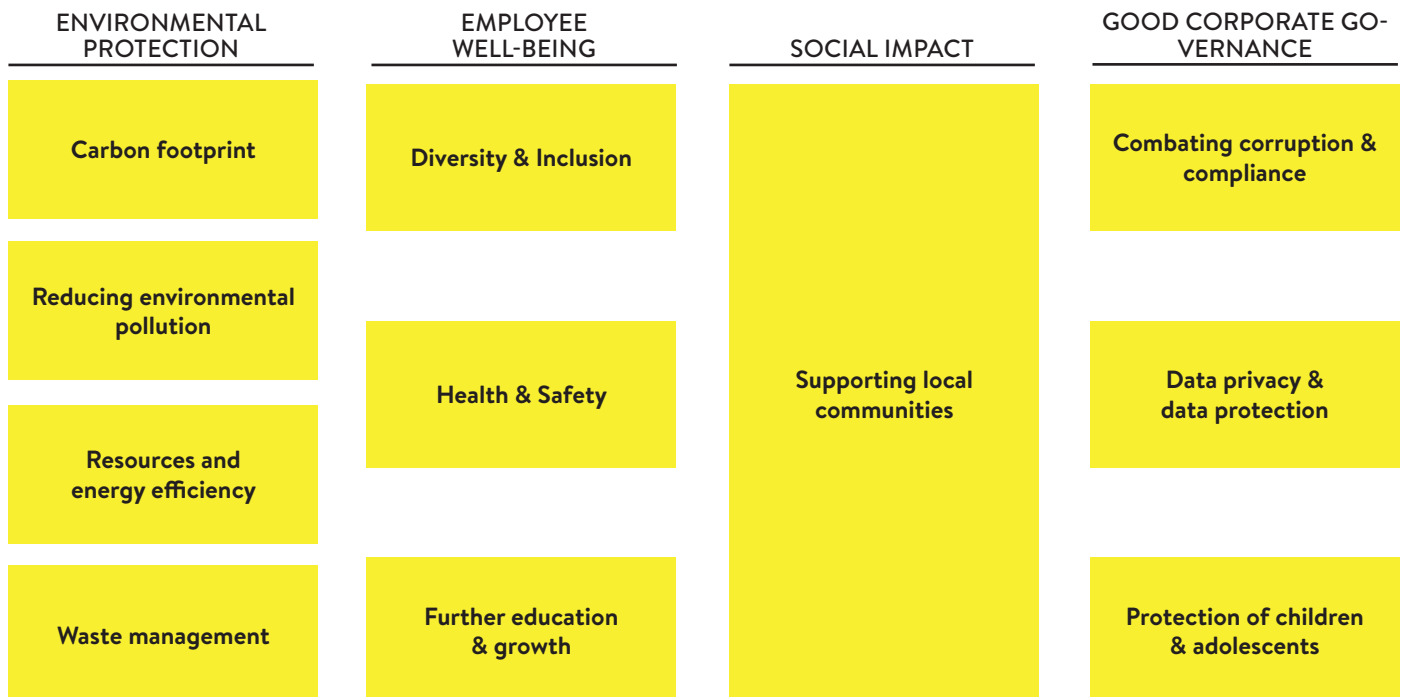 ENVIRONMENTAL
PROTECTION
Carbon footprint
Reducing environmental
pollution
Resources and
energy efficiency
Waste management
EMPLOYEE
WELL-BEING
Diversity & Inclusion
Health & Safety
Further education
& growth
SOCIAL IMPACT
Supporting local
communities
GOOD CORPORATE GO-
VERNANCE
Combating corruption &
compliance
Data privacy &
data protection
Protection of children
& adolescents